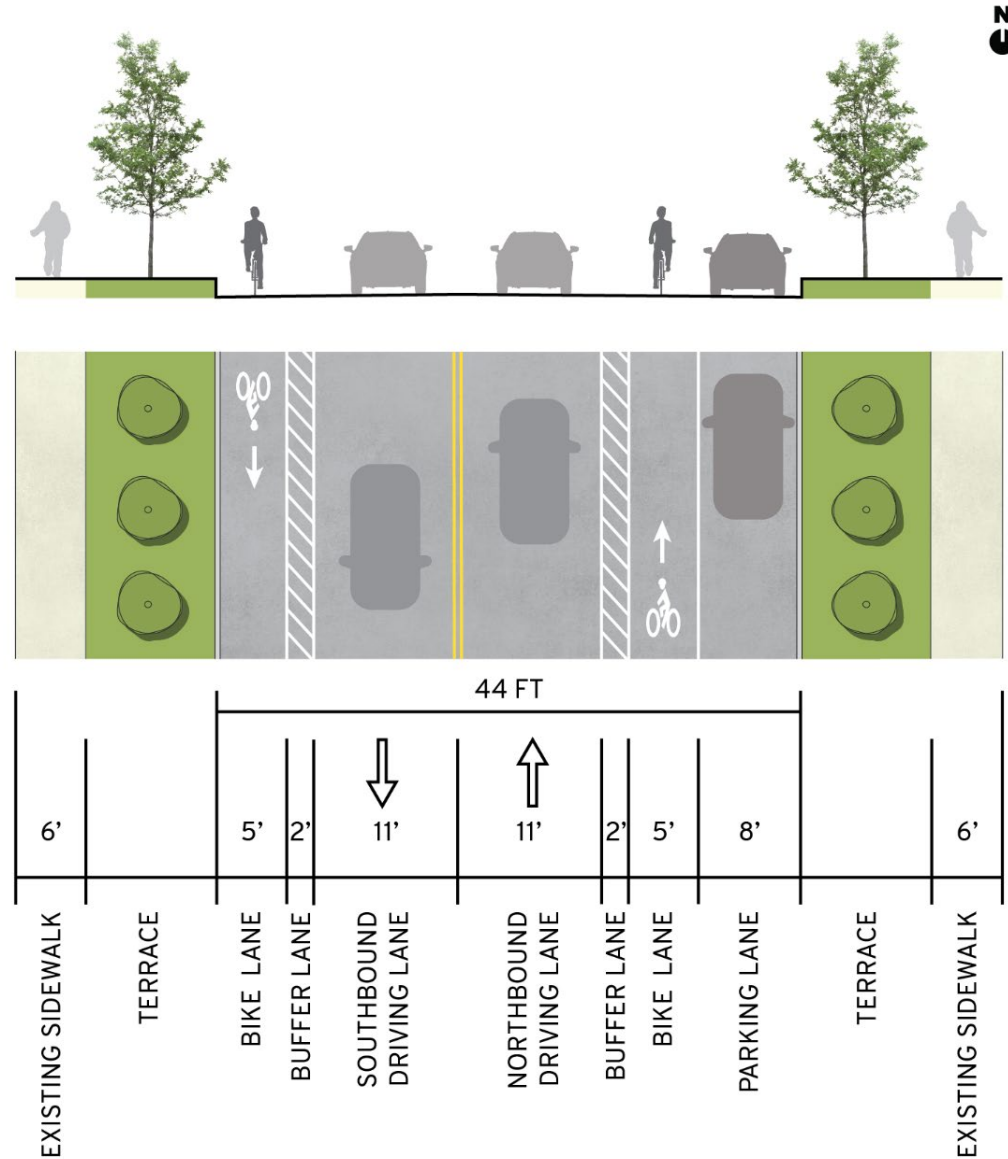 N
44 FT
6’
5’
2’
11’
11’
2’
5’
8’
6’
EXISTING SIDEWALK
TERRACE
BIKE LANE
BUFFER LANE
SOUTHBOUND
DRIVING LANE
NORTHBOUND
DRIVING LANE
BUFFER LANE
BIKE LANE
PARKING LANE
TERRACE
EXISTING SIDEWALK